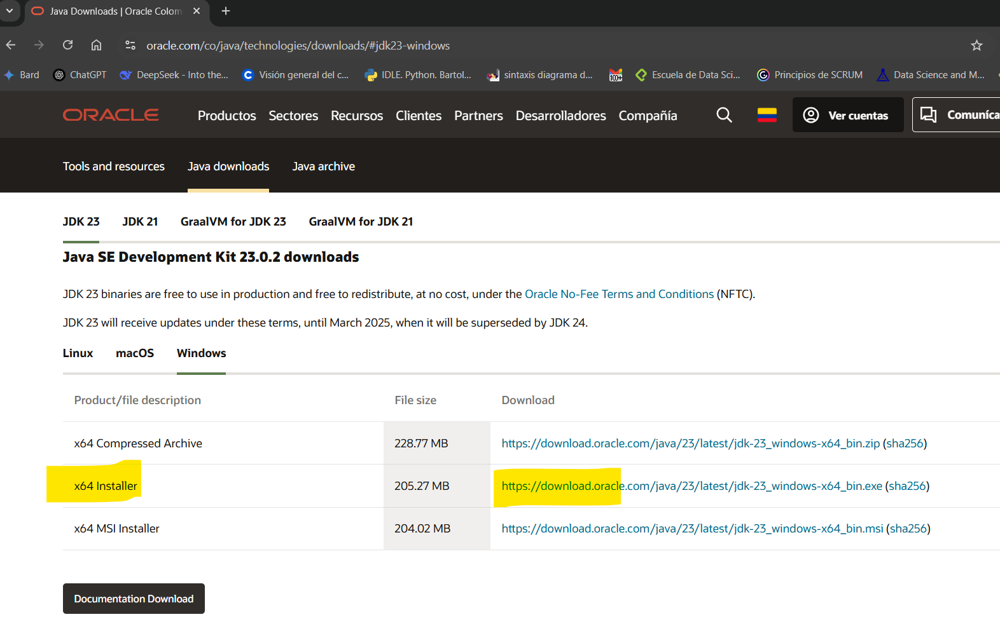 Java Downloads | Oracle Colom
oracle.com/co/java/technologies/downloads/#jdk23-windows
Bard ChatGPT DeepSeek - Into the... Visión general del c... IDLE. Python. Bartol... sintaxis diagrama d... 100+ Escuela de Data Sci... Principios de SCRUM Data Science and M...
ORACLE Productos Sectores Recursos Clientes Partners Desarrolladores Compañía Ver cuentas Comuníca
Tools and resources Java downloads Java archive
JDK 23 JDK 21 GraalVM for JDK 23 GraalVM for JDK 21
Java SE Development Kit 23.0.2 downloads
JDK 23 binaries are free to use in production and free to redistribute, at no cost, under the Oracle No-Fee Terms and Conditions (NFTC).
JDK 23 will receive updates under these terms, until March 2025, when it will be superseded by JDK 24.
Linux macOS Windows
Product/file description File size Download
x64 Compressed Archive 228.77 MB https://download.oracle.com/java/23/latest/jdk-23_windows-x64_bin.zip (sha256)
x64 Installer 205.27 MB https://download.oracle.com/java/23/latest/jdk-23_windows-x64_bin.exe (sha256)
x64 MSI Installer 204.02 MB https://download.oracle.com/java/23/latest/jdk-23_windows-x64_bin.msi (sha256)
Documentation Download